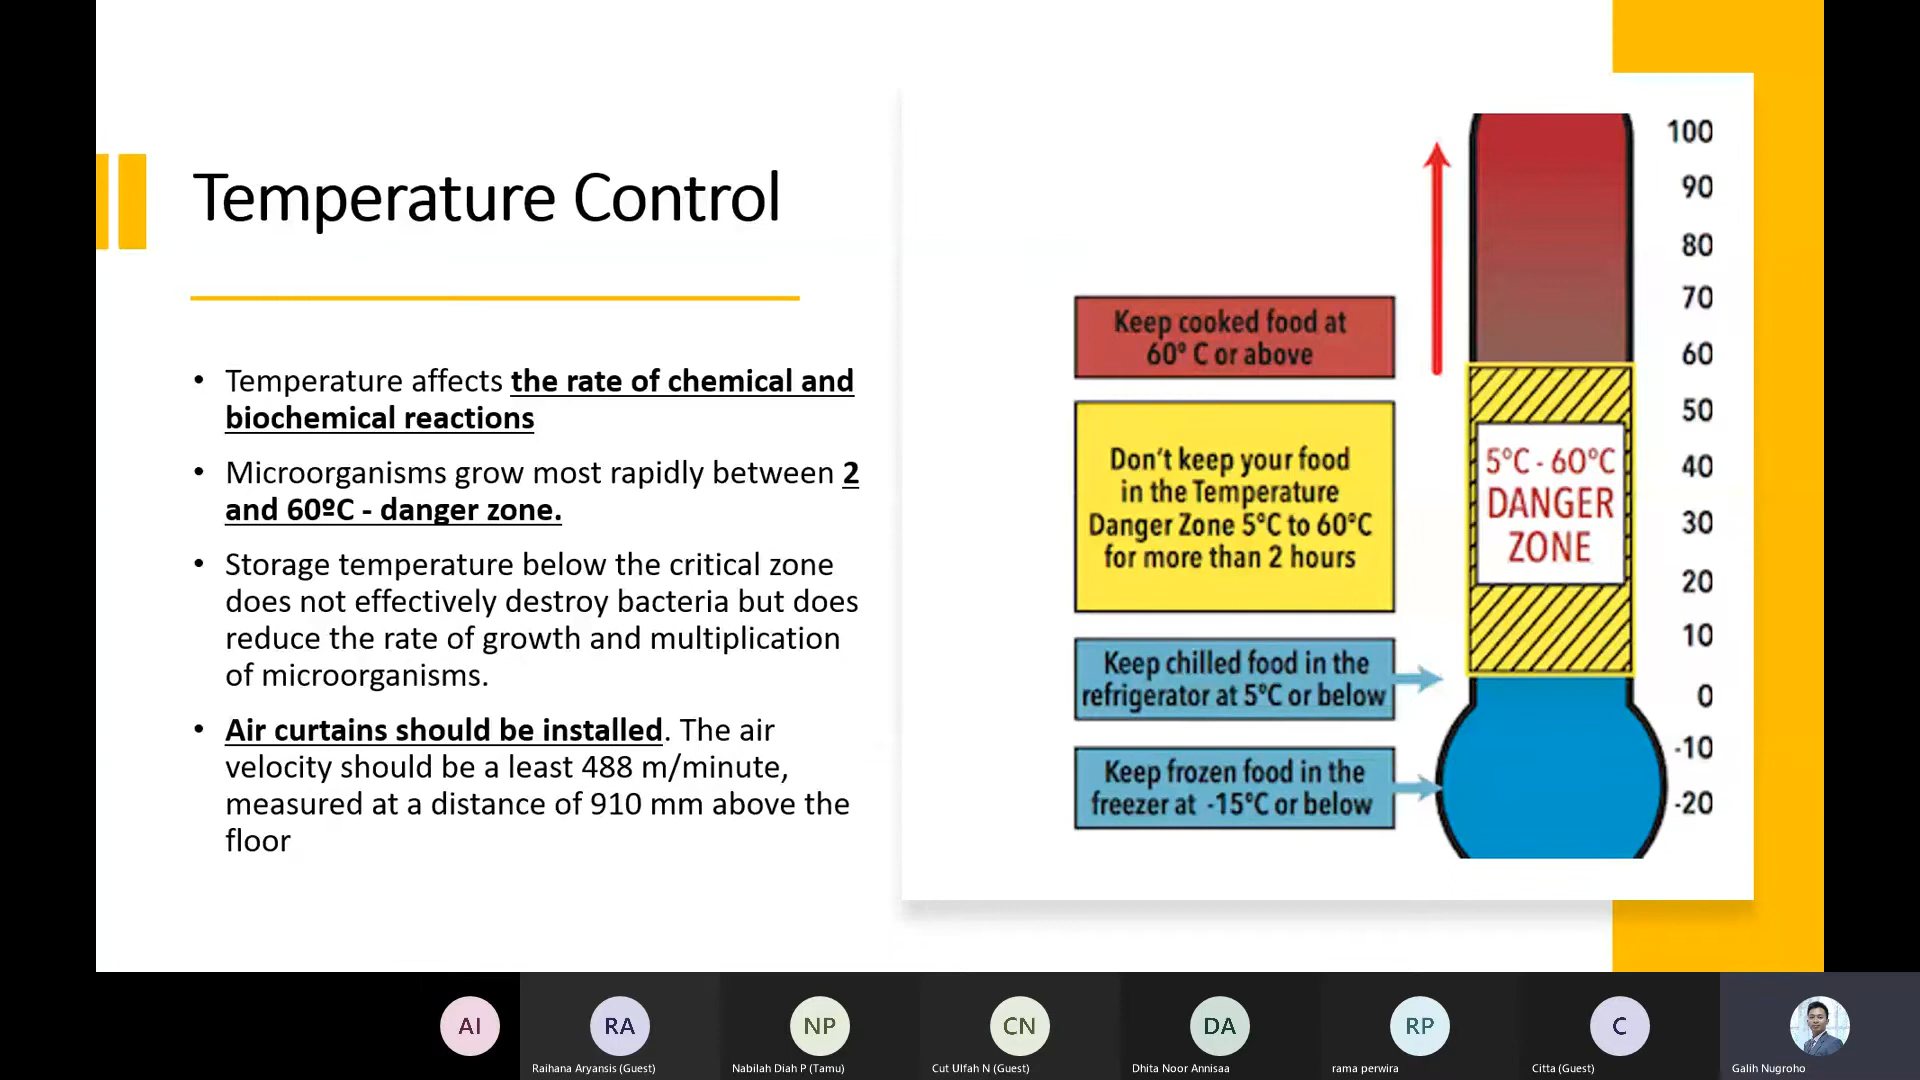 Temperature Control
• Temperature affects the rate of chemical and
biochemical reactions
• Microorganisms grow most rapidly between 2
and 60ºC - danger zone.
• Storage temperature below the critical zone
does not effectively destroy bacteria but does
reduce the rate of growth and multiplication
of microorganisms.
• Air curtains should be installed. The air
velocity should be a least 488 m/minute,
measured at a distance of 910 mm above the
floor
Keep cooked food at
60º C or above
Don't keep your food
in the Temperature
Danger Zone 5ºC to 60ºC
for more than 2 hours
Keep chilled food in the
refrigerator at 5ºC or below
Keep frozen food in the
freezer at -15ºC or below
5ºC - 60ºC
DANGER
ZONE
100
90
80
70
60
50
40
30
20
10
0
-10
-20
AI
RA
NP
CN
DA
RP
C
Raihana Aryansis (Guest)
Nabilah Diah P (Tamu)
Cut Ulfah N (Guest)
Dhita Noor Annisaa
rama perwira
Citta (Guest)
Galih Nugroho